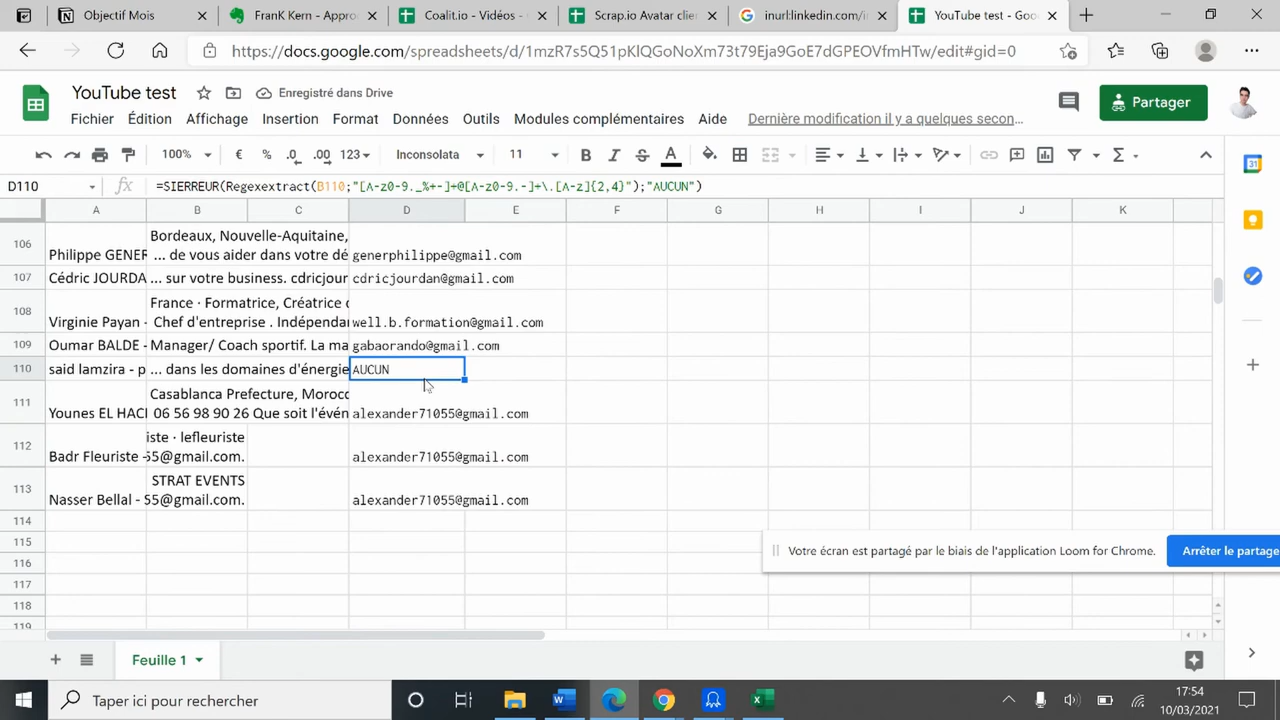 Objectif Mois
FranK Kern - Appro
Coalit.io - Vidéos -
Scrap.io Avatar clie
inurl:linkedin.com/i
YouTube test - Goo
https://docs.google.com/spreadsheets/d/1mzR7s5Q51pKlQGoNoXm73t79Eja9GoE7dGPEOVfmHTw/edit#gid=0
YouTube test
Enregistré dans Drive
Partager
Fichier Édition Affichage Insertion Format Données Outils Modules complémentaires Aide Dernière modification il y a quelques secon...
100% € % .0 .00 123 Inconsolata 11 B I S A Σ
D110 fx =SIERREUR(Regexextract(B110;"[A-z0-9._%+-]+@[A-z0-9.-]+\.[A-z]{2,4}");"AUCUN")
A B C D E F G H I J K
Bordeaux, Nouvelle-Aquitaine,
106 Philippe GENER ... de vous aider dans votre dé generphilippe@gmail.com
107 Cédric JOURDA ... sur votre business. cdricjour cdricjourdan@gmail.com
France · Formatrice, Créatrice
108 Virginie Payan - Chef d'entreprise . Indépenda well.b.formation@gmail.com
109 Oumar BALDE - Manager/ Coach sportif. La ma gabaorando@gmail.com
110 said lamzira - p ... dans les domaines d'énergie AUCUN
Casablanca Prefecture, Moroc
111 Younes EL HAC 06 56 98 90 26 Que soit l'évén alexander71055@gmail.com
iste · lefleuriste
112 Badr Fleuriste - 55@gmail.com. alexander71055@gmail.com
STRAT EVENTS
113 Nasser Bellal - 55@gmail.com. alexander71055@gmail.com
114
115
116
117
118
119
Votre écran est partagé par le biais de l'application Loom for Chrome.
Arrêter le partage
Feuille 1
Taper ici pour rechercher
17:54
10/03/2021